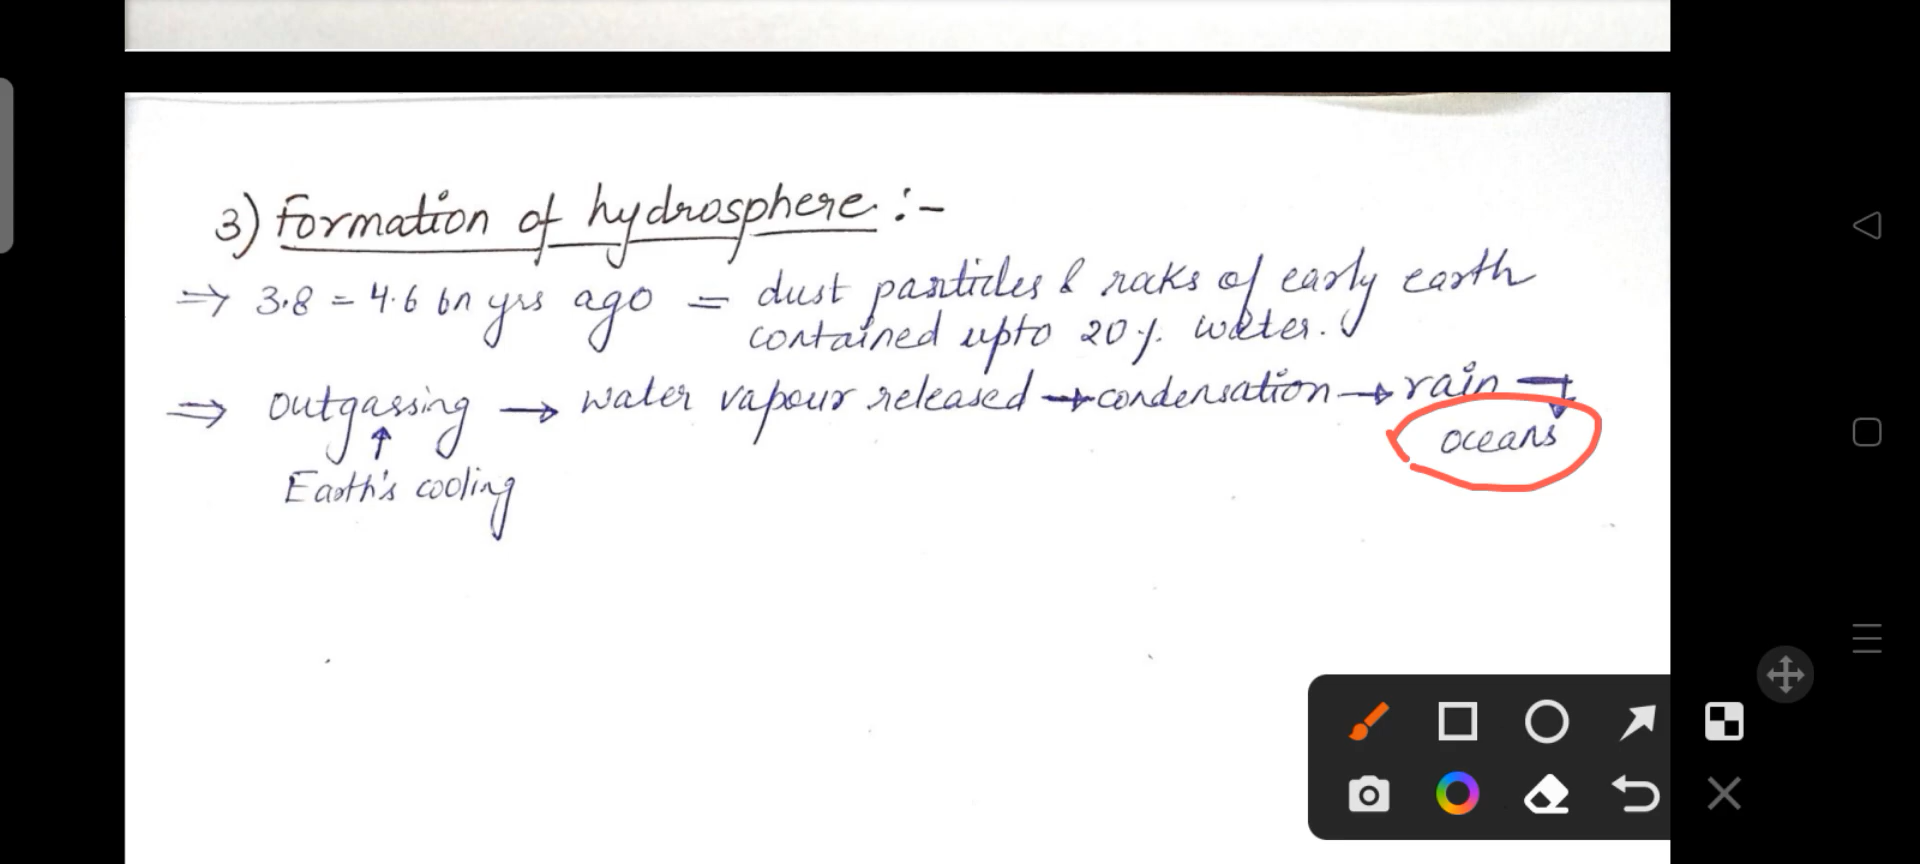 3) Formation of hydrosphere :-
⇒ 3.8 = 4.6 bn yrs ago = dust particles & rocks of early earth
contained upto 20%. water.
⇒ Outgassing → water vapour released → condensation → rain
oceans
↑
Earth's cooling